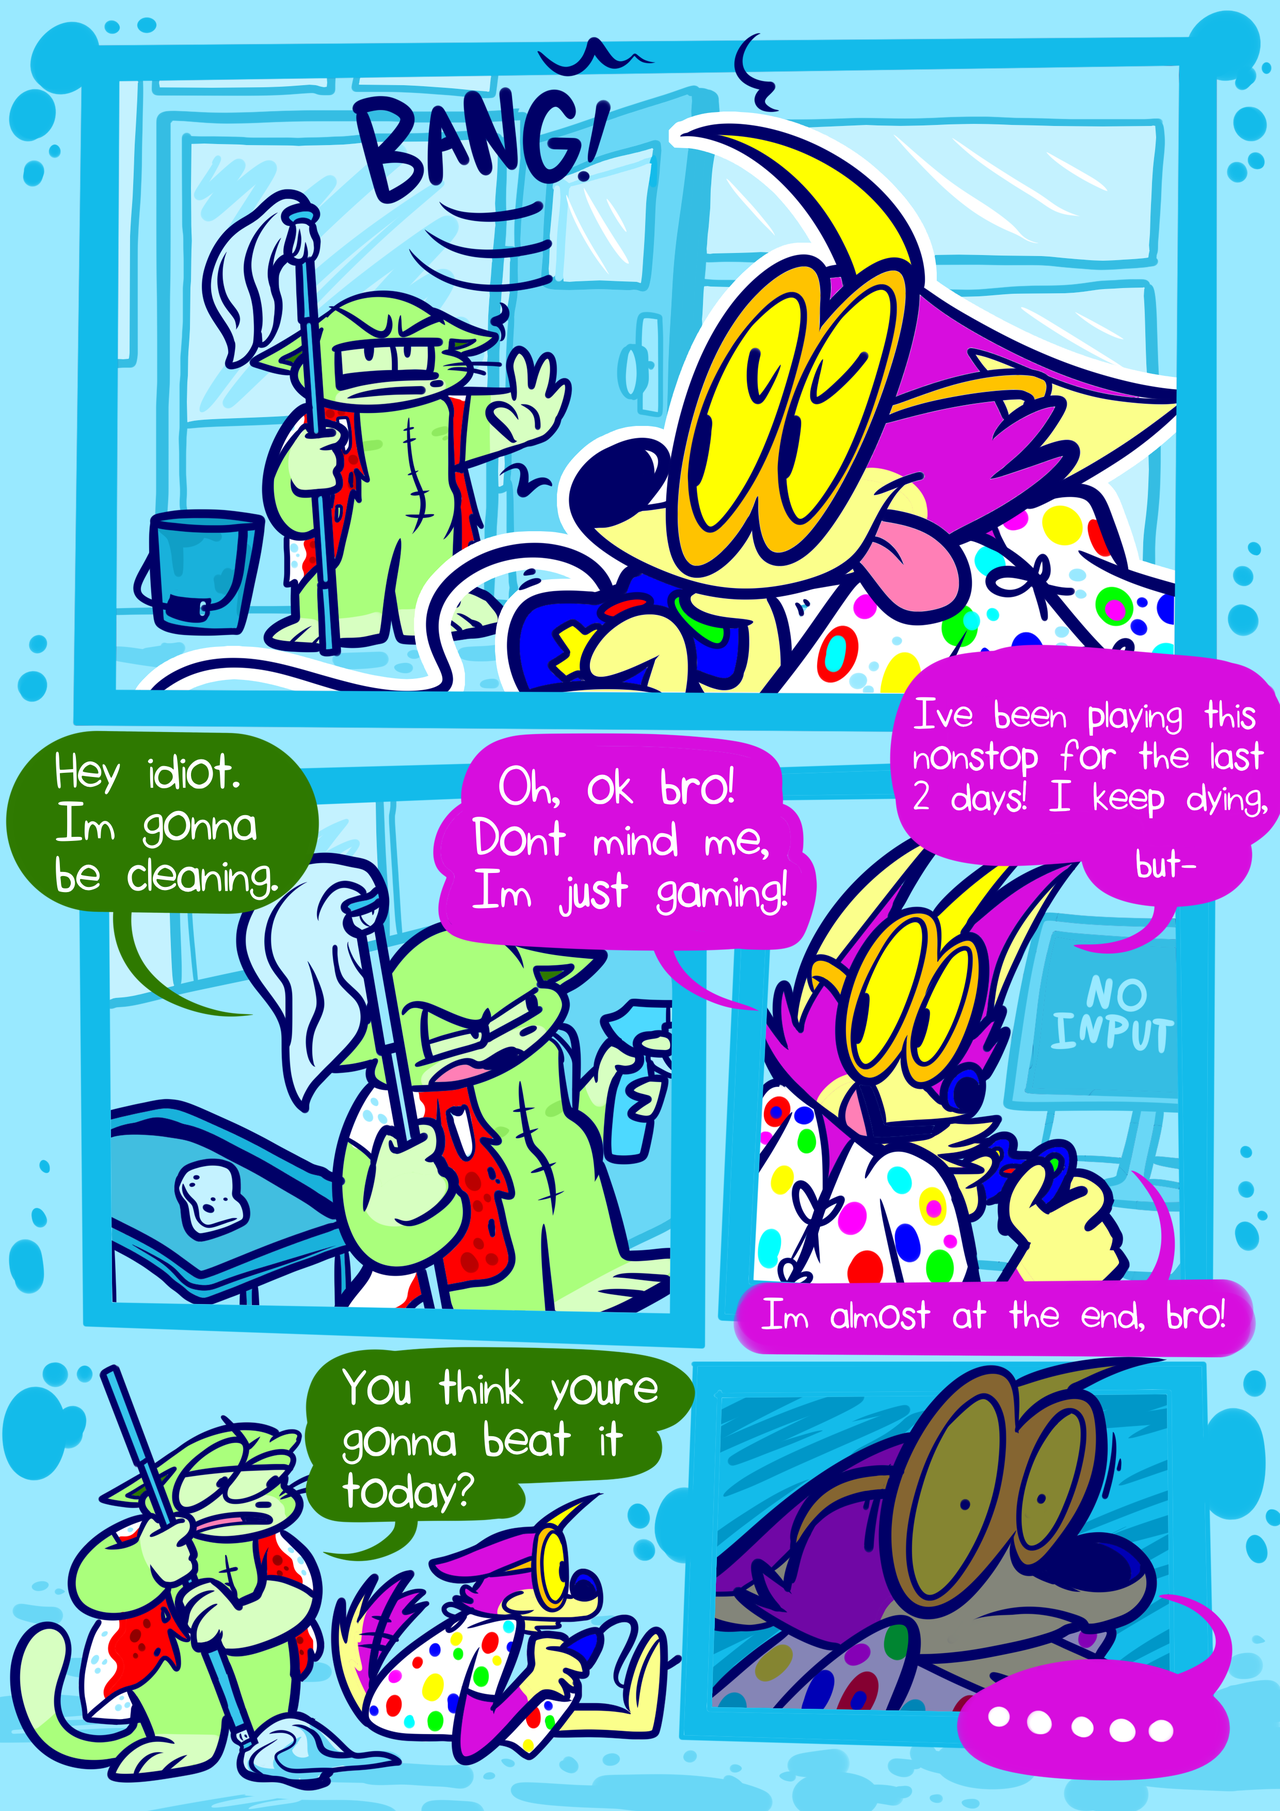 BANG!
Hey idiot.
Im gonna
be cleaning.
Oh, ok bro!
Dont mind me,
Im just gaming!
Ive been playing this
nonstop for the last
2 days! I keep dying,
but-
NO
INPUT
Im almost at the end, bro!
You think youre
gonna beat it
today?
.....